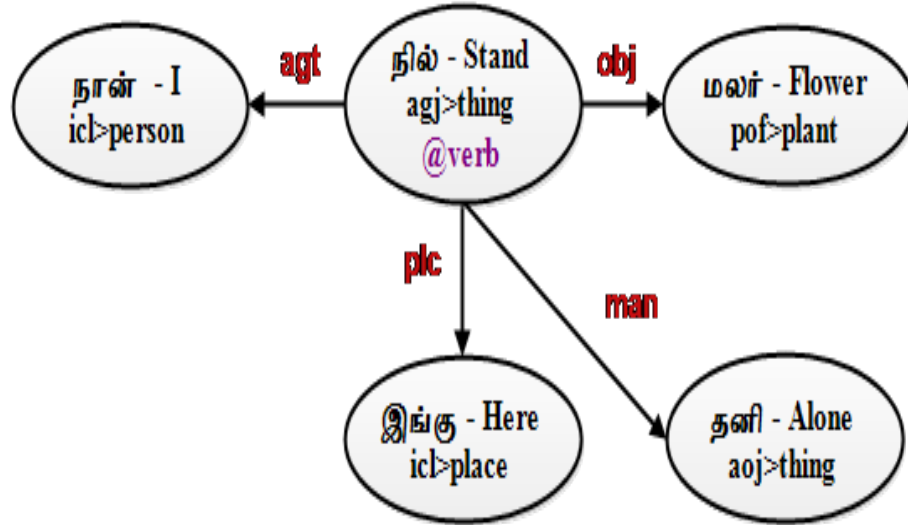 நான் - I
icl>person
agt
நில் - Stand
agj>thing
@verb
obj
மலர் - Flower
pof>plant
plc
man
இங்கு - Here
icl>place
தனி - Alone
aoj>thing